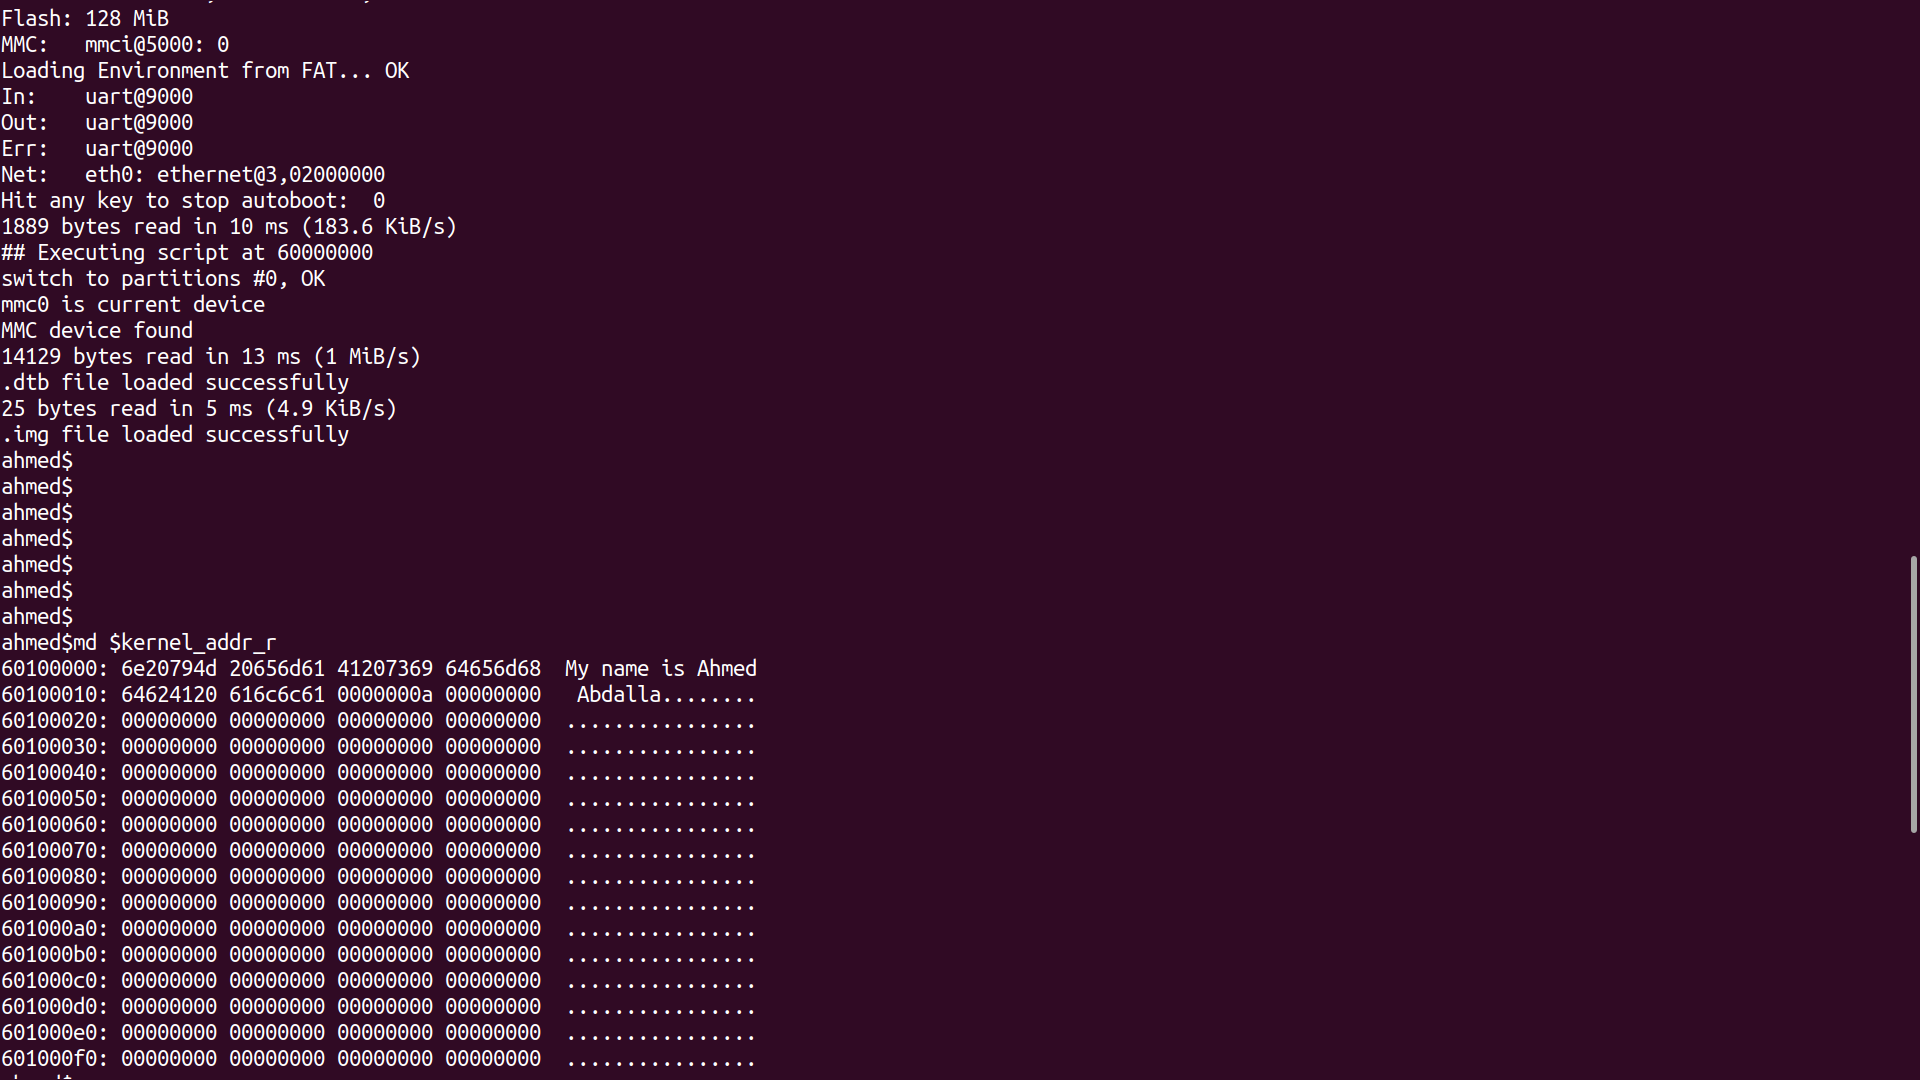 Flash: 128 MiB
MMC:   mmci@5000: 0
Loading Environment from FAT... OK
In:    uart@9000
Out:   uart@9000
Err:   uart@9000
Net:   eth0: ethernet@3,02000000
Hit any key to stop autoboot:  0
1889 bytes read in 10 ms (183.6 KiB/s)
## Executing script at 60000000
switch to partitions #0, OK
mmc0 is current device
MMC device found
14129 bytes read in 13 ms (1 MiB/s)
.dtb file loaded successfully
25 bytes read in 5 ms (4.9 KiB/s)
.img file loaded successfully
ahmed$
ahmed$
ahmed$
ahmed$
ahmed$
ahmed$
ahmed$
ahmed$md $kernel_addr_r
60100000: 6e20794d 20656d61 41207369 64656d68  My name is Ahmed
60100010: 64624120 616c6c61 0000000a 00000000   Abdalla........
60100020: 00000000 00000000 00000000 00000000  ................
60100030: 00000000 00000000 00000000 00000000  ................
60100040: 00000000 00000000 00000000 00000000  ................
60100050: 00000000 00000000 00000000 00000000  ................
60100060: 00000000 00000000 00000000 00000000  ................
60100070: 00000000 00000000 00000000 00000000  ................
60100080: 00000000 00000000 00000000 00000000  ................
60100090: 00000000 00000000 00000000 00000000  ................
601000a0: 00000000 00000000 00000000 00000000  ................
601000b0: 00000000 00000000 00000000 00000000  ................
601000c0: 00000000 00000000 00000000 00000000  ................
601000d0: 00000000 00000000 00000000 00000000  ................
601000e0: 00000000 00000000 00000000 00000000  ................
601000f0: 00000000 00000000 00000000 00000000  ................